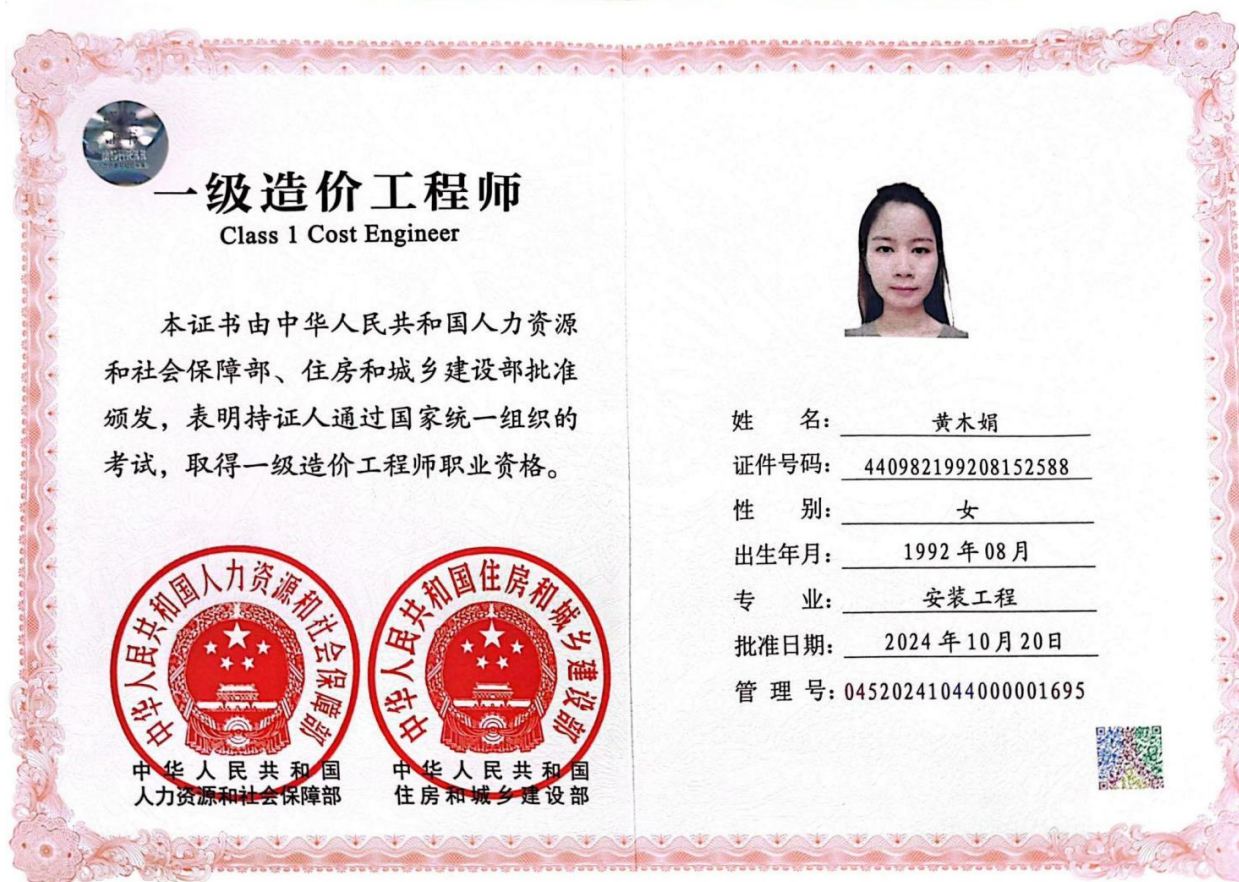 一级造价工程师
Class 1 Cost Engineer
本证书由中华人民共和国人力资源
和社会保障部、住房和城乡建设部批准
颁发，表明持证人通过国家统一组织的
考试，取得一级造价工程师职业资格。
中华人民共和国人力资源和社会保障部
中华人民共和国住房和城乡建设部
中华人民共和国
人力资源和社会保障部
中华人民共和国
住房和城乡建设部
姓 名：黄木娟
证件号码：440982199208152588
性 别：女
出生年月：1992年08月
专 业：安装工程
批准日期：2024年10月20日
管 理 号：04520241044000001695